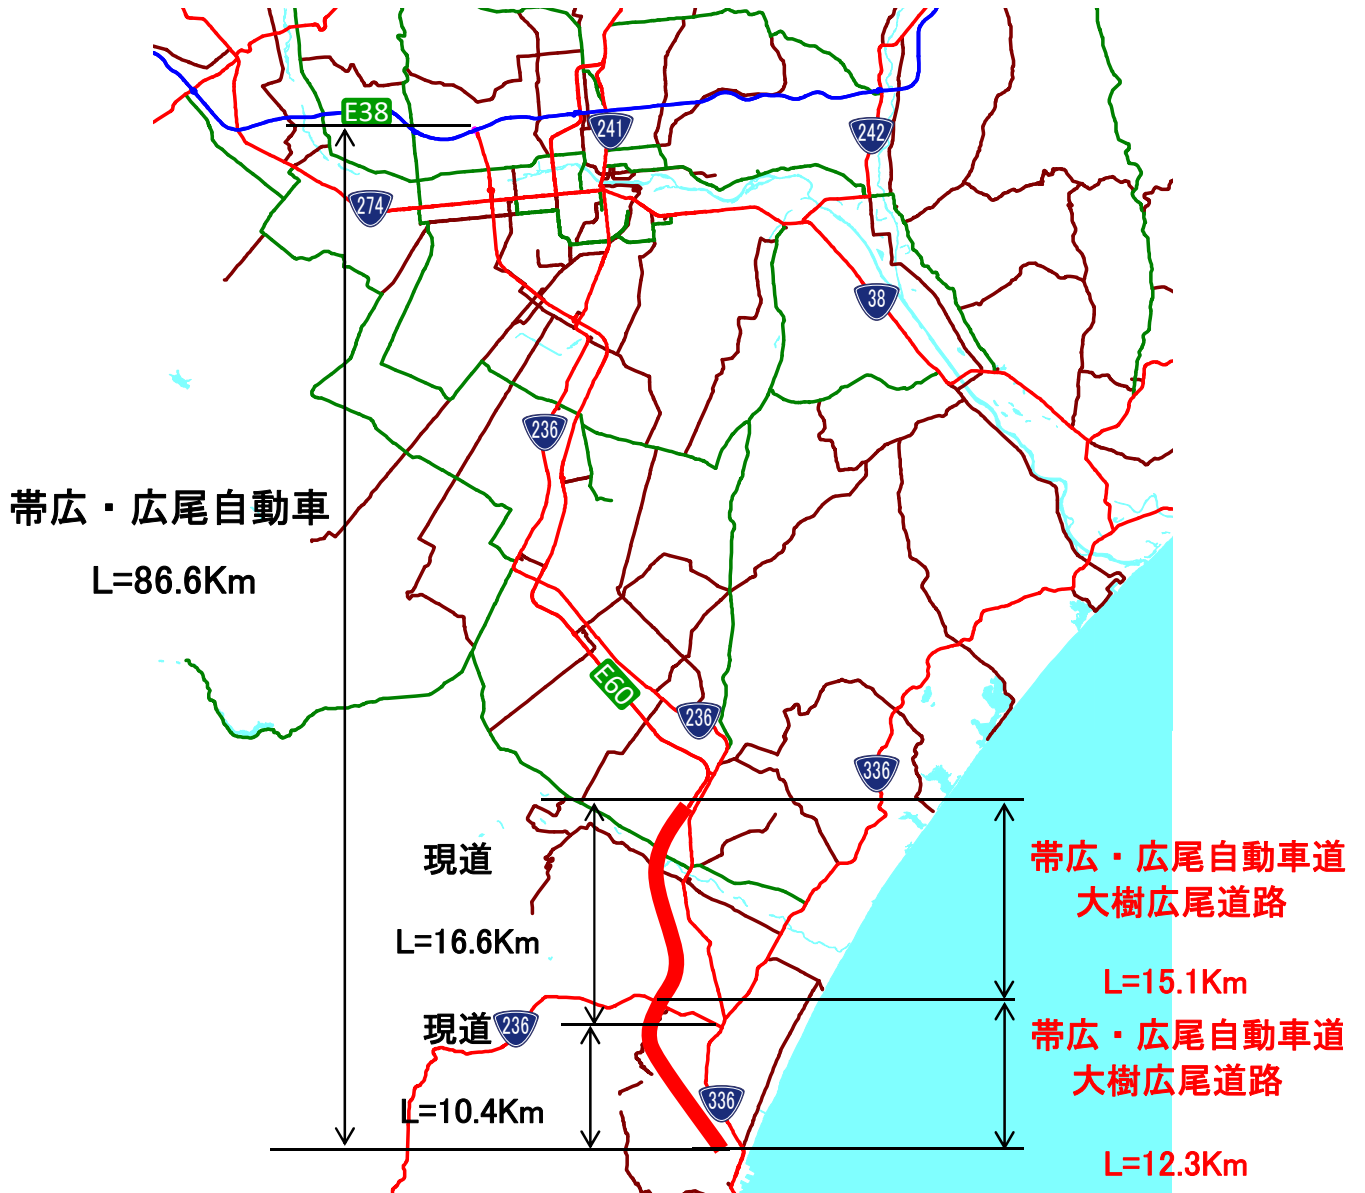 E38
241
242
274
38
236
帯広・広尾自動車
L=86.6Km
E60
236
336
現道
L=16.6Km
帯広・広尾自動車道
大樹広尾道路
L=15.1Km
現道
236
L=10.4Km
336
帯広・広尾自動車道
大樹広尾道路
L=12.3Km